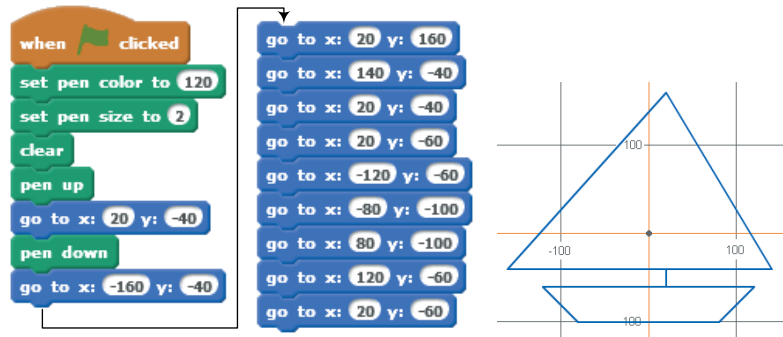 when clicked
set pen color to 120
set pen size to 2
clear
pen up
go to x: 20 y: -40
pen down
go to x: -160 y: -40
go to x: 20 y: 160
go to x: 140 y: -40
go to x: 20 y: -40
go to x: 20 y: -60
go to x: -120 y: -60
go to x: -80 y: -100
go to x: 80 y: -100
go to x: 120 y: -60
go to x: 20 y: -60
100
-100 100
100